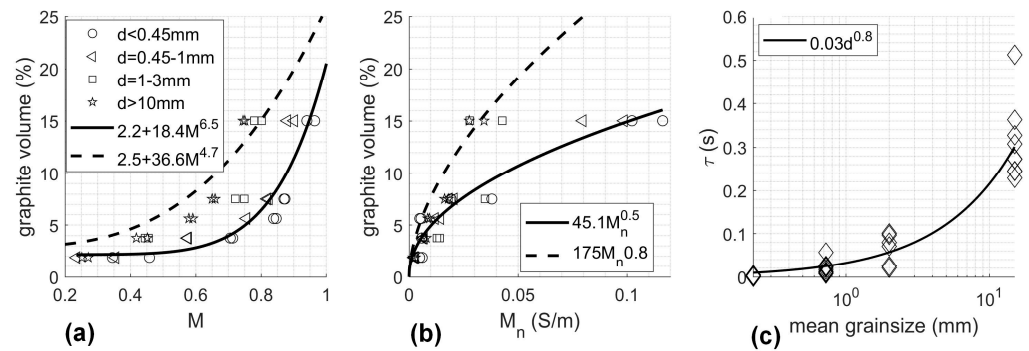 25
20
15
10
5
0
graphite volume (%)
d<0.45mm
d=0.45-1mm
d=1-3mm
d>10mm
2.2+18.4M^6.5
2.5+36.6M^4.7
0.2 0.4 0.6 0.8 1
M
(a)
25
20
15
10
5
0
graphite volume (%)
45.1M_n^0.5
175M_n^0.8
0 0.05 0.1
M_n (S/m)
(b)
0.6
0.5
0.4
0.3
0.2
0.1
0
τ (s)
0.03d^0.8
10^0 10^1
mean grainsize (mm)
(c)